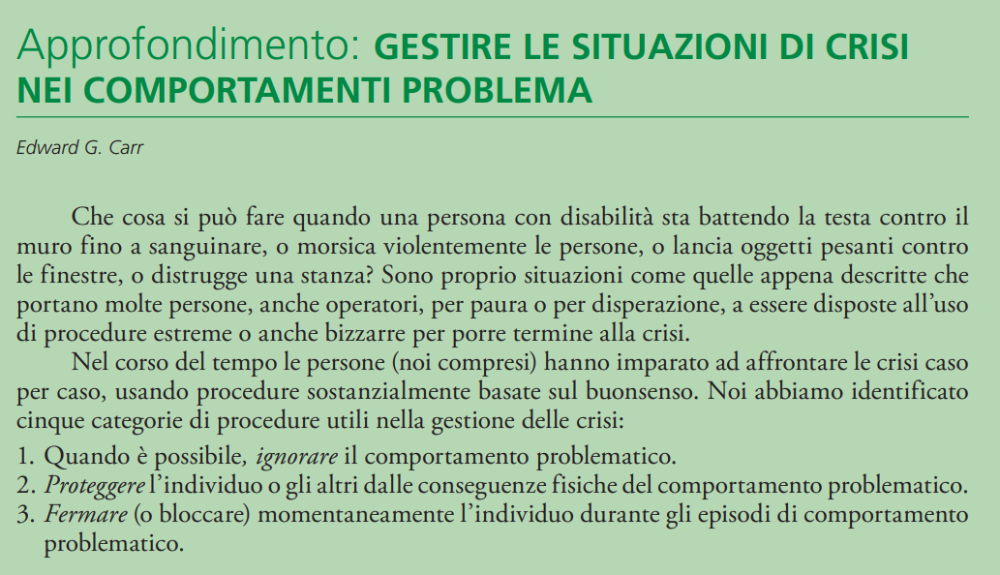 Approfondimento: GESTIRE LE SITUAZIONI DI CRISI
NEI COMPORTAMENTI PROBLEMA
Edward G. Carr
Che cosa si può fare quando una persona con disabilità sta battendo la testa contro il
muro fino a sanguinare, o morsica violentemente le persone, o lancia oggetti pesanti contro
le finestre, o distrugge una stanza? Sono proprio situazioni come quelle appena descritte che
portano molte persone, anche operatori, per paura o per disperazione, a essere disposte all’uso
di procedure estreme o anche bizzarre per porre termine alla crisi.
Nel corso del tempo le persone (noi compresi) hanno imparato ad affrontare le crisi caso
per caso, usando procedure sostanzialmente basate sul buonsenso. Noi abbiamo identificato
cinque categorie di procedure utili nella gestione delle crisi:
1. Quando è possibile, ignorare il comportamento problematico.
2. Proteggere l’individuo o gli altri dalle conseguenze fisiche del comportamento problematico.
3. Fermare (o bloccare) momentaneamente l’individuo durante gli episodi di comportamento
problematico.